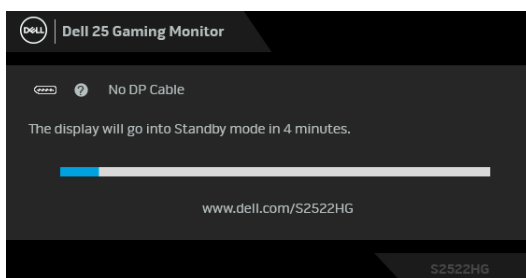 DELL Dell 25 Gaming Monitor
No DP Cable
The display will go into Standby mode in 4 minutes.
www.dell.com/S2522HG
S2522HG